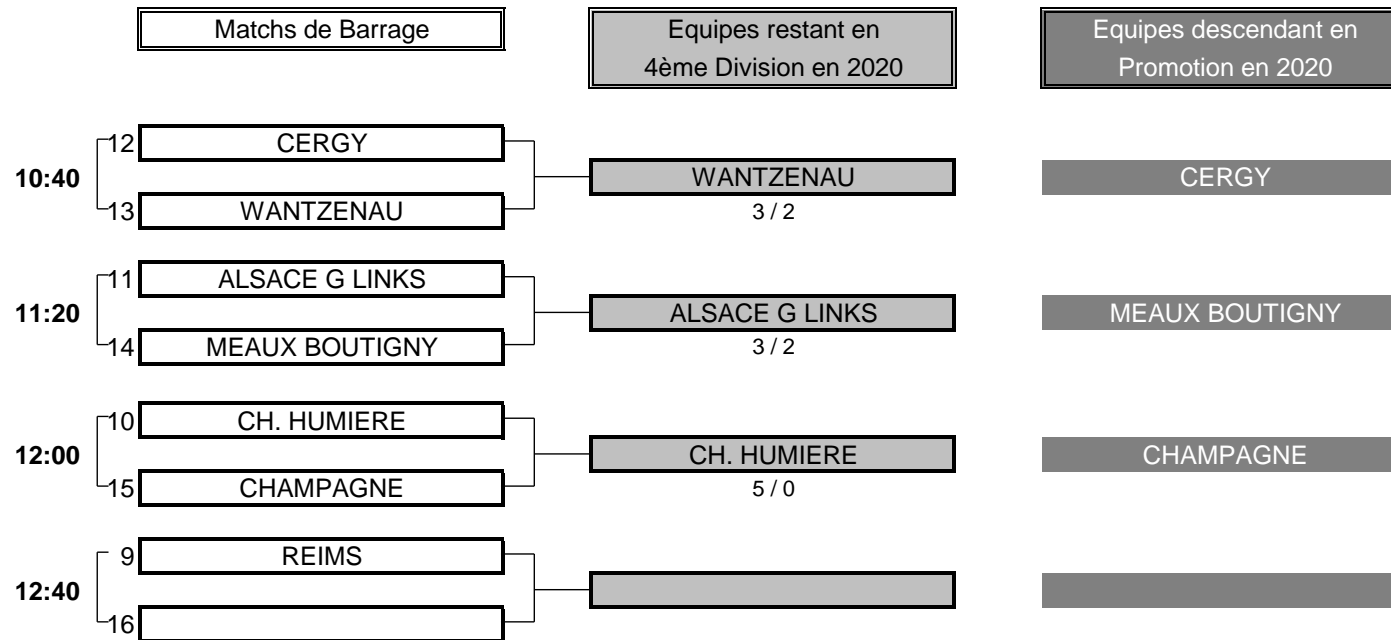 Matchs de Barrage
Equipes restant en
4ème Division en 2020
Equipes descendant en
Promotion en 2020
12 CERGY
10:40 WANTZENAU CERGY
13 WANTZENAU 3 / 2
11 ALSACE G LINKS
11:20 ALSACE G LINKS MEAUX BOUTIGNY
14 MEAUX BOUTIGNY 3 / 2
10 CH. HUMIERE
12:00 CH. HUMIERE CHAMPAGNE
15 CHAMPAGNE 5 / 0
9 REIMS
12:40
16